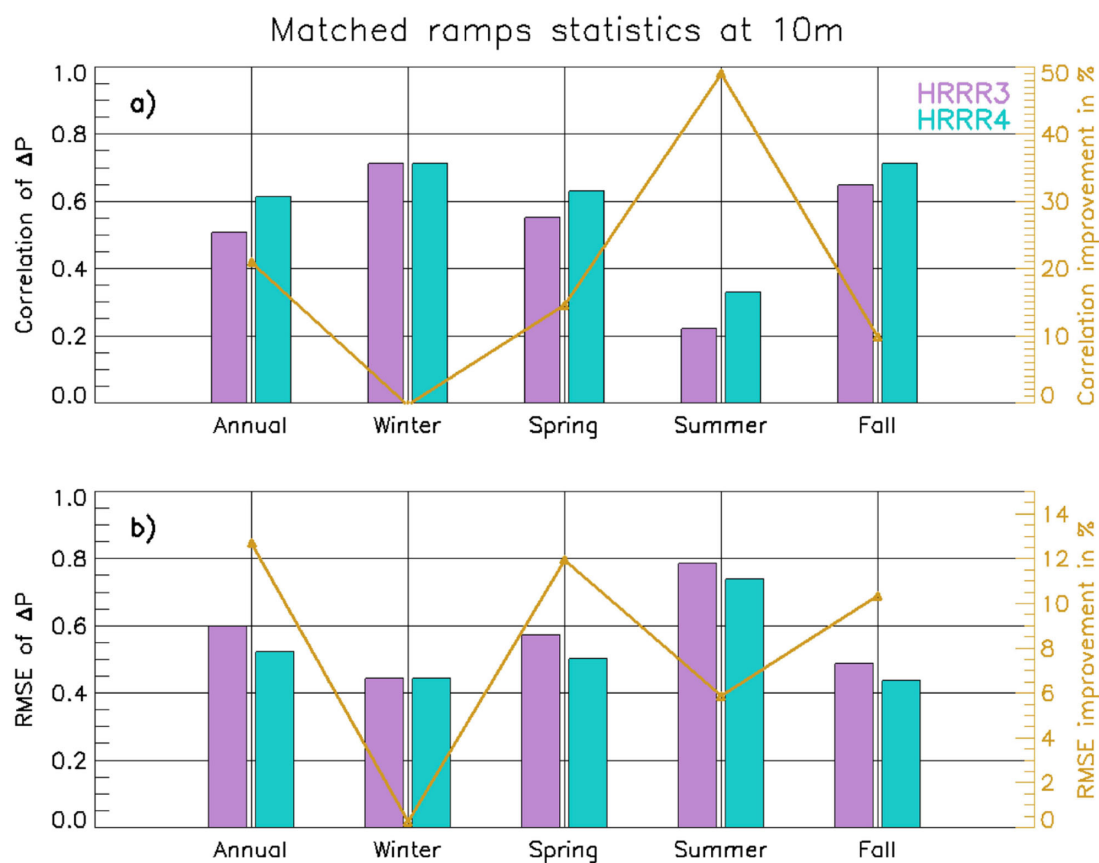 Matched ramps statistics at 10m
a)
HRRR3
HRRR4
Correlation of ΔP
1.0
0.8
0.6
0.4
0.2
0.0
50
40
30
20
10
0
Correlation improvement in %
Annual Winter Spring Summer Fall
b)
RMSE of ΔP
1.0
0.8
0.6
0.4
0.2
0.0
14
12
10
8
6
4
2
0
RMSE improvement in %
Annual Winter Spring Summer Fall